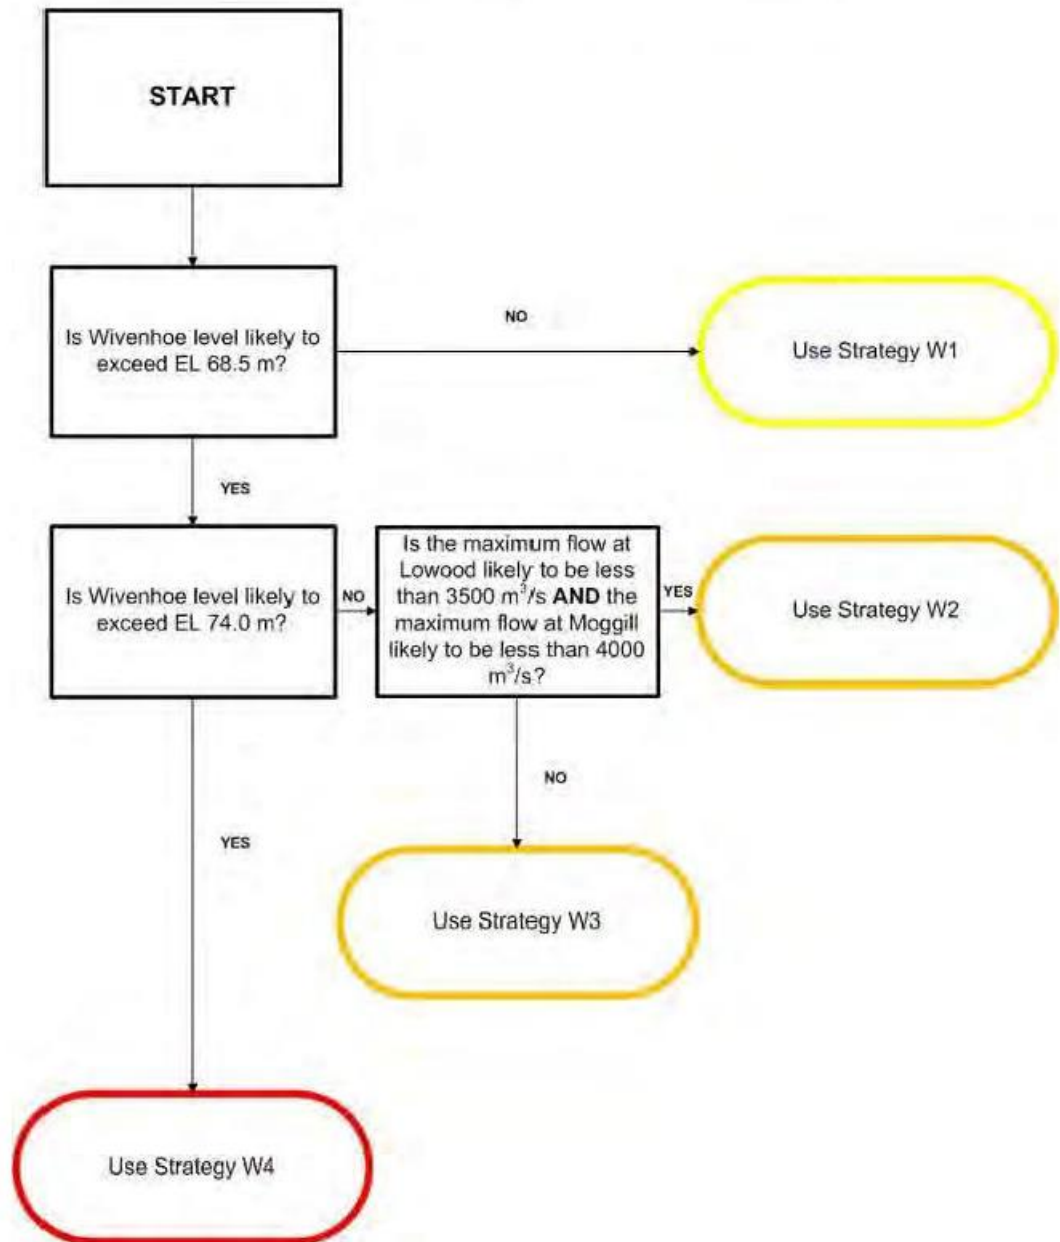 START
Is Wivenhoe level likely to
exceed EL 68.5 m?
NO
Use Strategy W1
YES
Is Wivenhoe level likely to
exceed EL 74.0 m?
NO
Is the maximum flow at
Lowood likely to be less
than 3500 m³/s AND the
maximum flow at Moggill
likely to be less than 4000
m³/s?
YES
Use Strategy W2
NO
Use Strategy W3
YES
Use Strategy W4